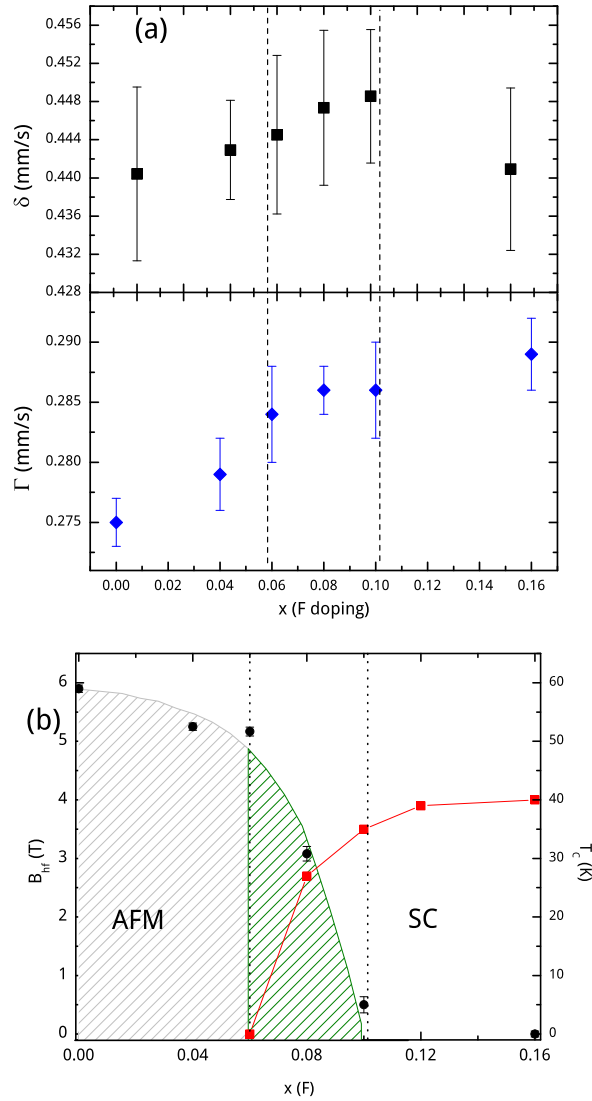 (a)
0.456
0.452
0.448
0.444
0.440
0.436
0.432
0.428
δ (mm/s)
0.290
0.285
0.280
0.275
Γ (mm/s)
0.00 0.02 0.04 0.06 0.08 0.10 0.12 0.14 0.16
x (F doping)
(b)
6
5
4
3
2
1
0
B_hf (T)
60
50
40
30
20
10
0
T_C (K)
AFM
SC
0.00 0.04 0.08 0.12 0.16
x (F)